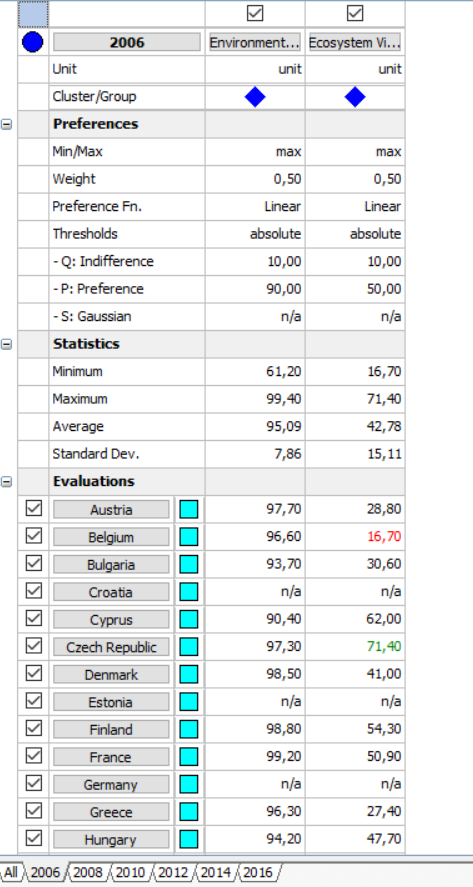 2006 Environment... Ecosystem Vi...
Unit unit unit
Cluster/Group
Preferences
Min/Max max max
Weight 0,50 0,50
Preference Fn. Linear Linear
Thresholds absolute absolute
- Q: Indifference 10,00 10,00
- P: Preference 90,00 50,00
- S: Gaussian n/a n/a
Statistics
Minimum 61,20 16,70
Maximum 99,40 71,40
Average 95,09 42,78
Standard Dev. 7,86 15,11
Evaluations
Austria 97,70 28,80
Belgium 96,60 16,70
Bulgaria 93,70 30,60
Croatia n/a n/a
Cyprus 90,40 62,00
Czech Republic 97,30 71,40
Denmark 98,50 41,00
Estonia n/a n/a
Finland 98,80 54,30
France 99,20 50,90
Germany n/a n/a
Greece 96,30 27,40
Hungary 94,20 47,70
All 2006 2008 2010 2012 2014 2016